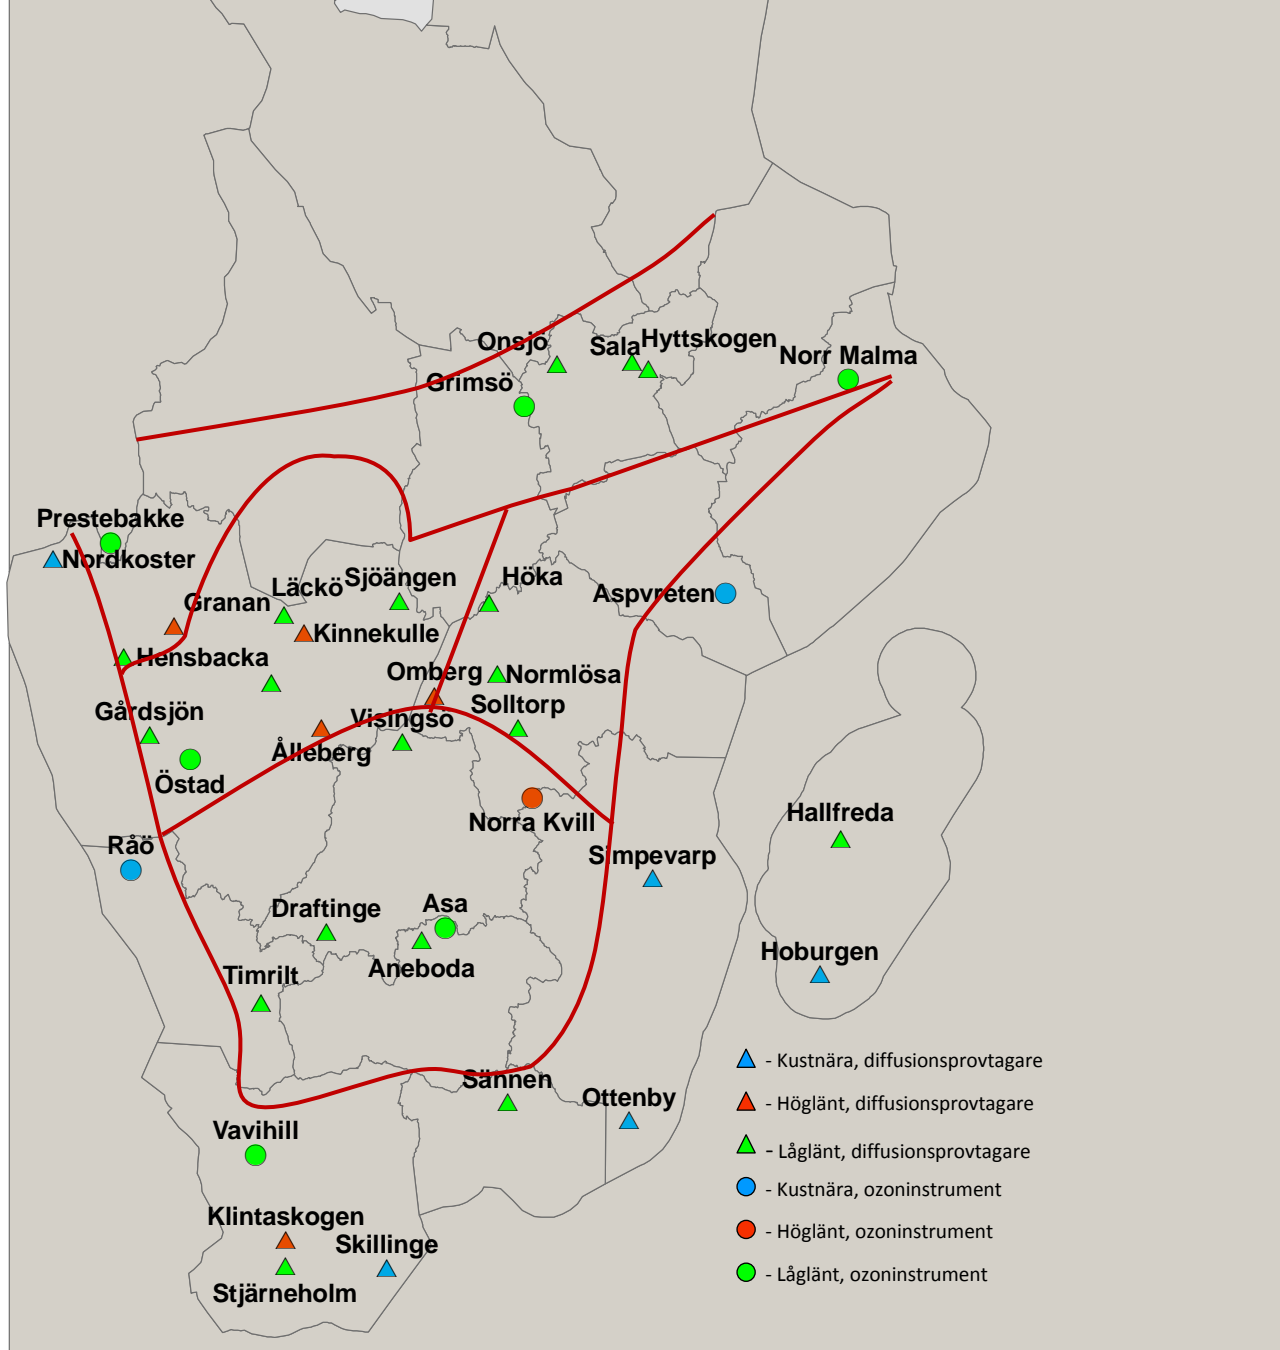 Onsjö
Sala
Hyttskogen
Norr Malma
Grimsö
Prestebakke
Nordkoster
Granan
Läckö
Sjöängen
Höka
Aspvreten
Kinnekulle
Hensbacka
Omberg
Normlösa
Gårdsjön
Visingsö
Solltorp
Ålleberg
Östad
Norra Kvill
Hallfreda
Råö
Simpevarp
Draftinge
Asa
Hoburgen
Timrilt
Aneboda
- Kustnära, diffusionsprovtagare
Sännen
Ottenby
- Höglänt, diffusionsprovtagare
Vavihill
- Låglänt, diffusionsprovtagare
- Kustnära, ozoninstrument
Klintaskogen
- Höglänt, ozoninstrument
Skillinge
- Låglänt, ozoninstrument
Stjärneholm